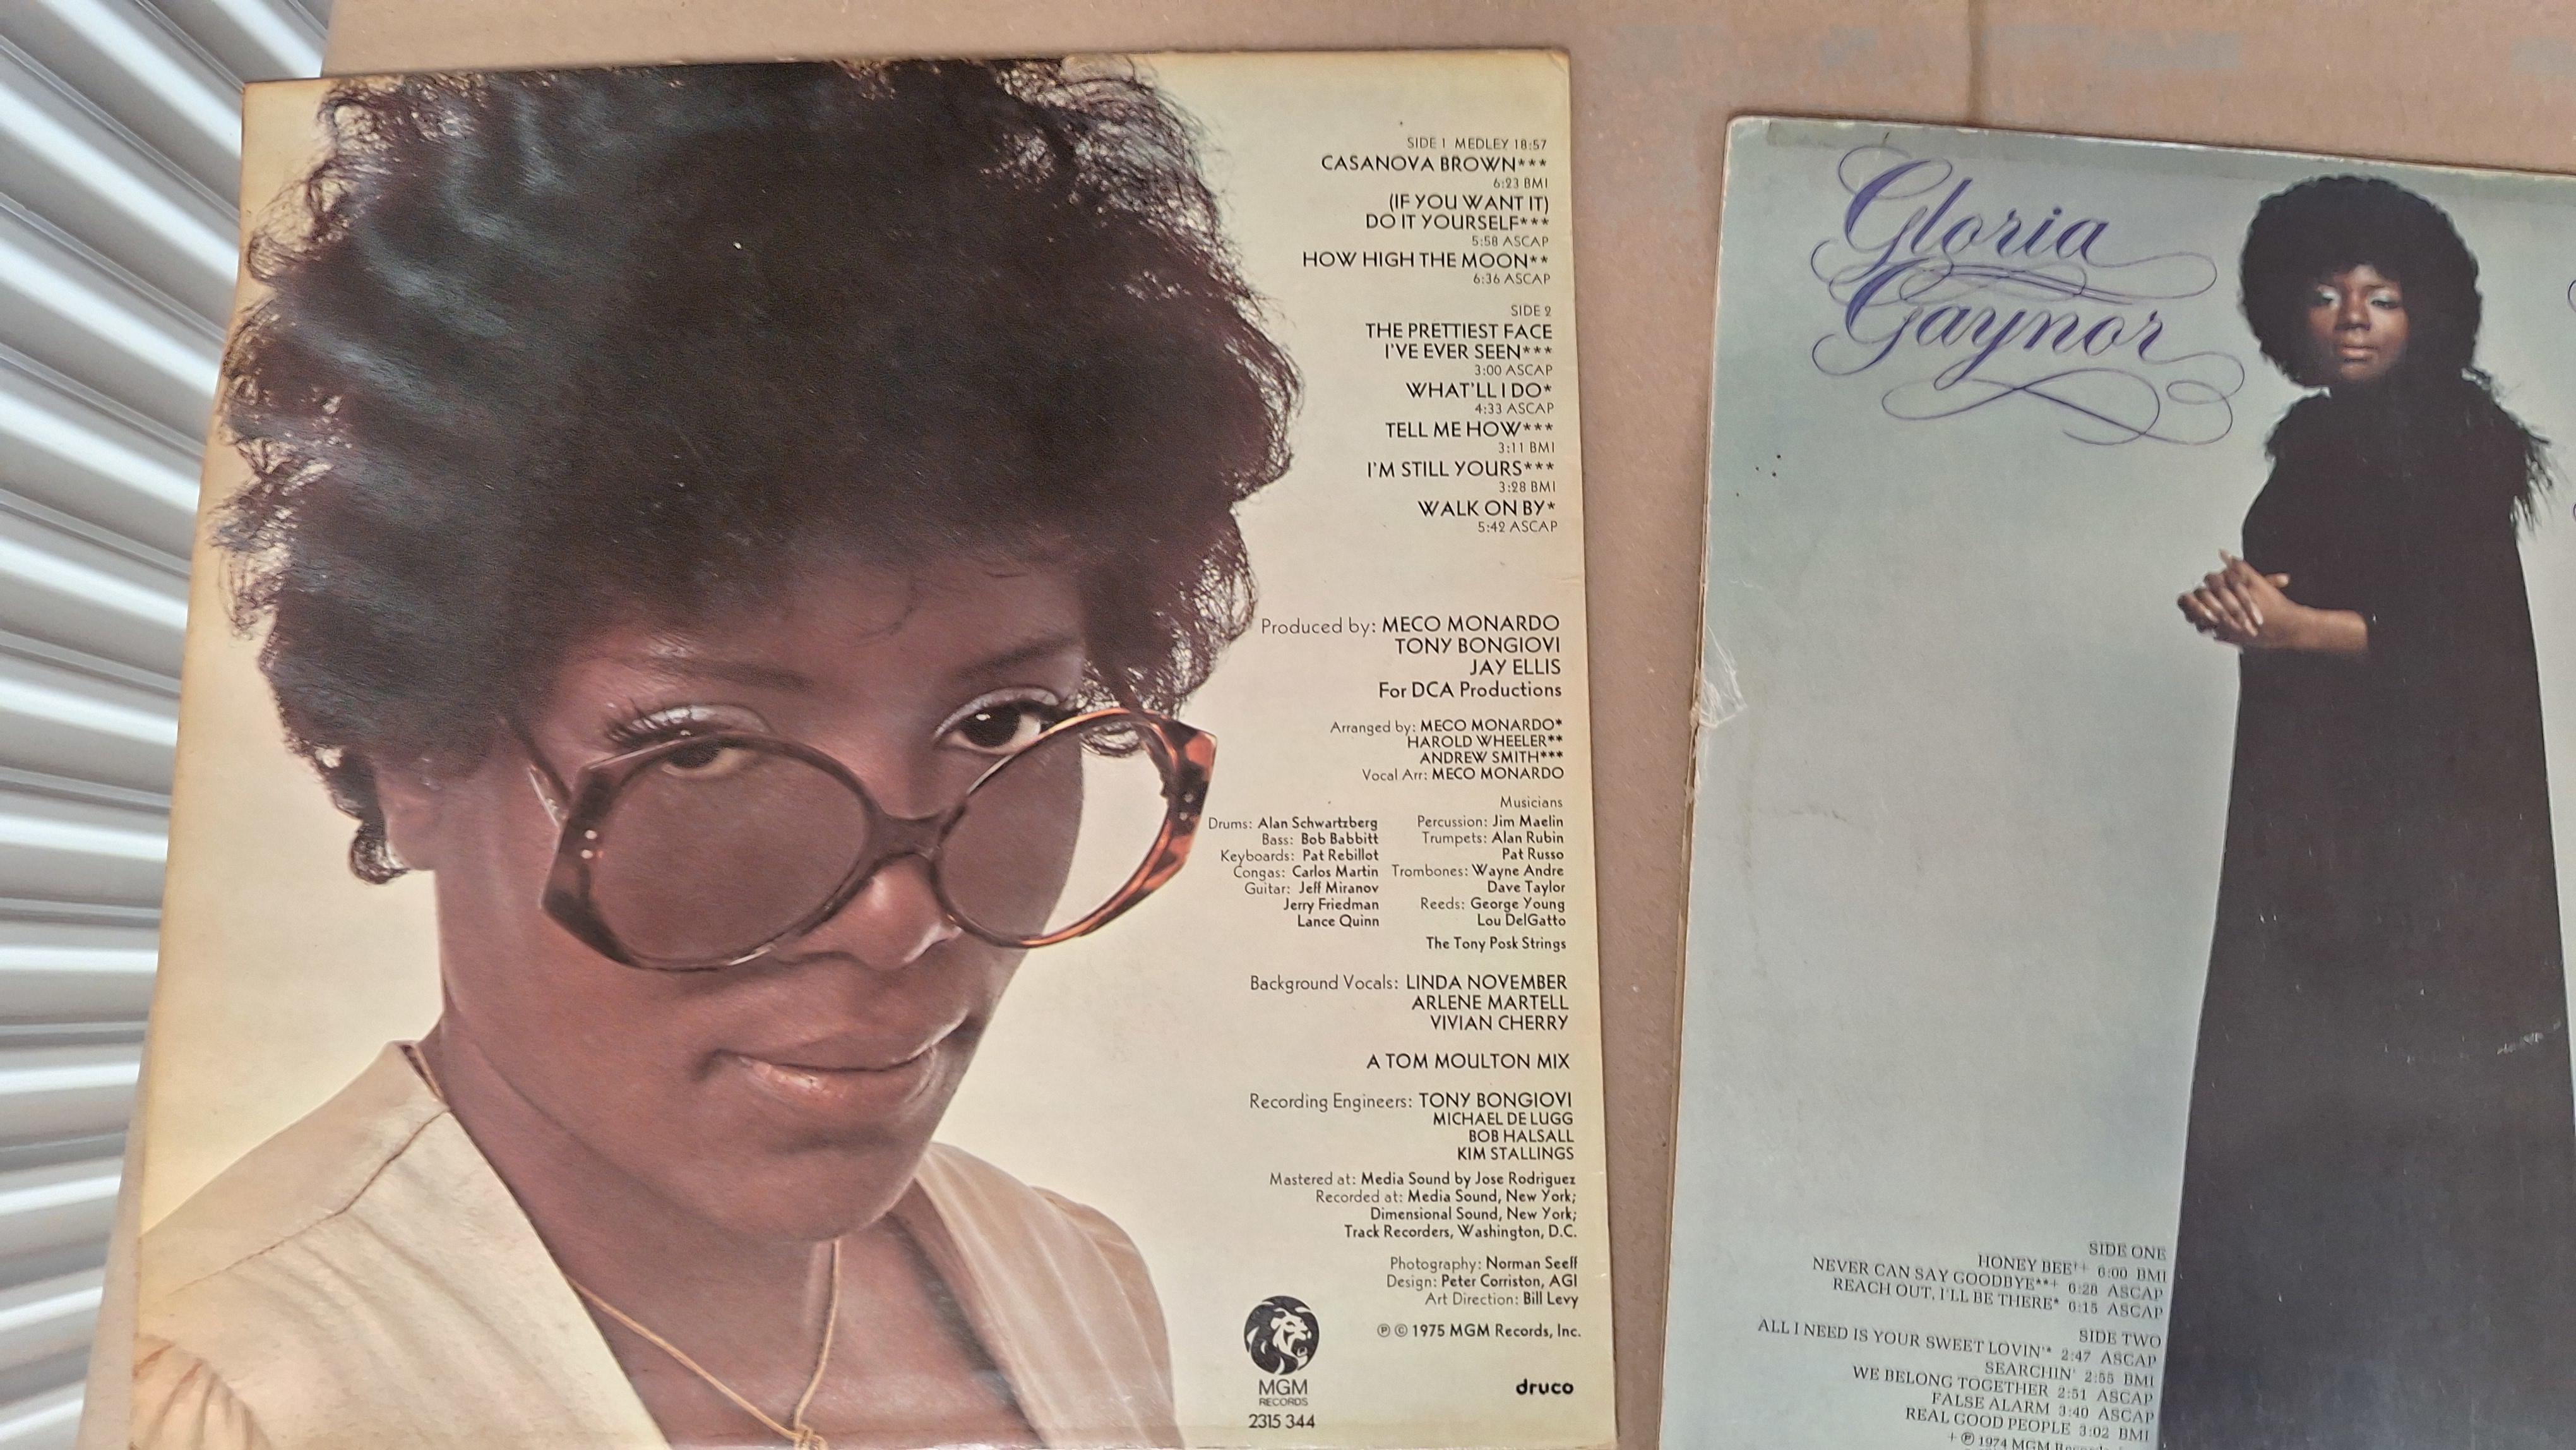 SIDE 1 MEDLEY 18:57
CASANOVA BROWN***
6:23 BMI
(IF YOU WANT IT)
DO IT YOURSELF***
5:58 ASCAP
HOW HIGH THE MOON**
6:36 ASCAP
SIDE 2
THE PRETTIEST FACE
I'VE EVER SEEN***
3:00 ASCAP
WHAT'LL I DO*
4:33 ASCAP
TELL ME HOW***
3:11 BMI
I'M STILL YOURS***
3:28 BMI
WALK ON BY*
5:42 ASCAP
Produced by: MECO MONARDO
TONY BONGIOVI
JAY ELLIS
For DCA Productions
Arranged by: MECO MONARDO*
HAROLD WHEELER**
ANDREW SMITH***
Vocal Arr: MECO MONARDO
Musicians
Drums: Alan Schwartzberg
Bass: Bob Babbitt
Keyboards: Pat Rebillot
Congas: Carlos Martin
Guitar: Jeff Miranov
Jerry Friedman
Lance Quinn
Percussion: Jim Maelin
Trumpets: Alan Rubin
Pat Russo
Trombones: Wayne Andre
Dave Taylor
Reeds: George Young
Lou DelGatto
The Tony Posk Strings
Background Vocals: LINDA NOVEMBER
ARLENE MARTELL
VIVIAN CHERRY
A TOM MOULTON MIX
Recording Engineers: TONY BONGIOVI
MICHAEL DE LUGG
BOB HALSALL
KIM STALLINGS
Mastered at: Media Sound by Jose Rodriguez
Recorded at: Media Sound, New York;
Dimensional Sound, New York;
Track Recorders, Washington, D.C.
Photography: Norman Seeff
Design: Peter Corriston, AGI
Art Direction: Bill Levy
℗ © 1975 MGM Records, Inc.
MGM
RECORDS
2315 344
druco
Gloria
Gaynor
SIDE ONE
HONEY BEE†+ 6:00 BMI
NEVER CAN SAY GOODBYE**+ 6:28 ASCAP
REACH OUT, I'LL BE THERE* 6:15 ASCAP
SIDE TWO
ALL I NEED IS YOUR SWEET LOVIN'* 2:47 ASCAP
SEARCHIN' 2:55 BMI
WE BELONG TOGETHER 2:51 ASCAP
FALSE ALARM 3:40 ASCAP
REAL GOOD PEOPLE 3:02 BMI
+ ℗ 1974 MGM